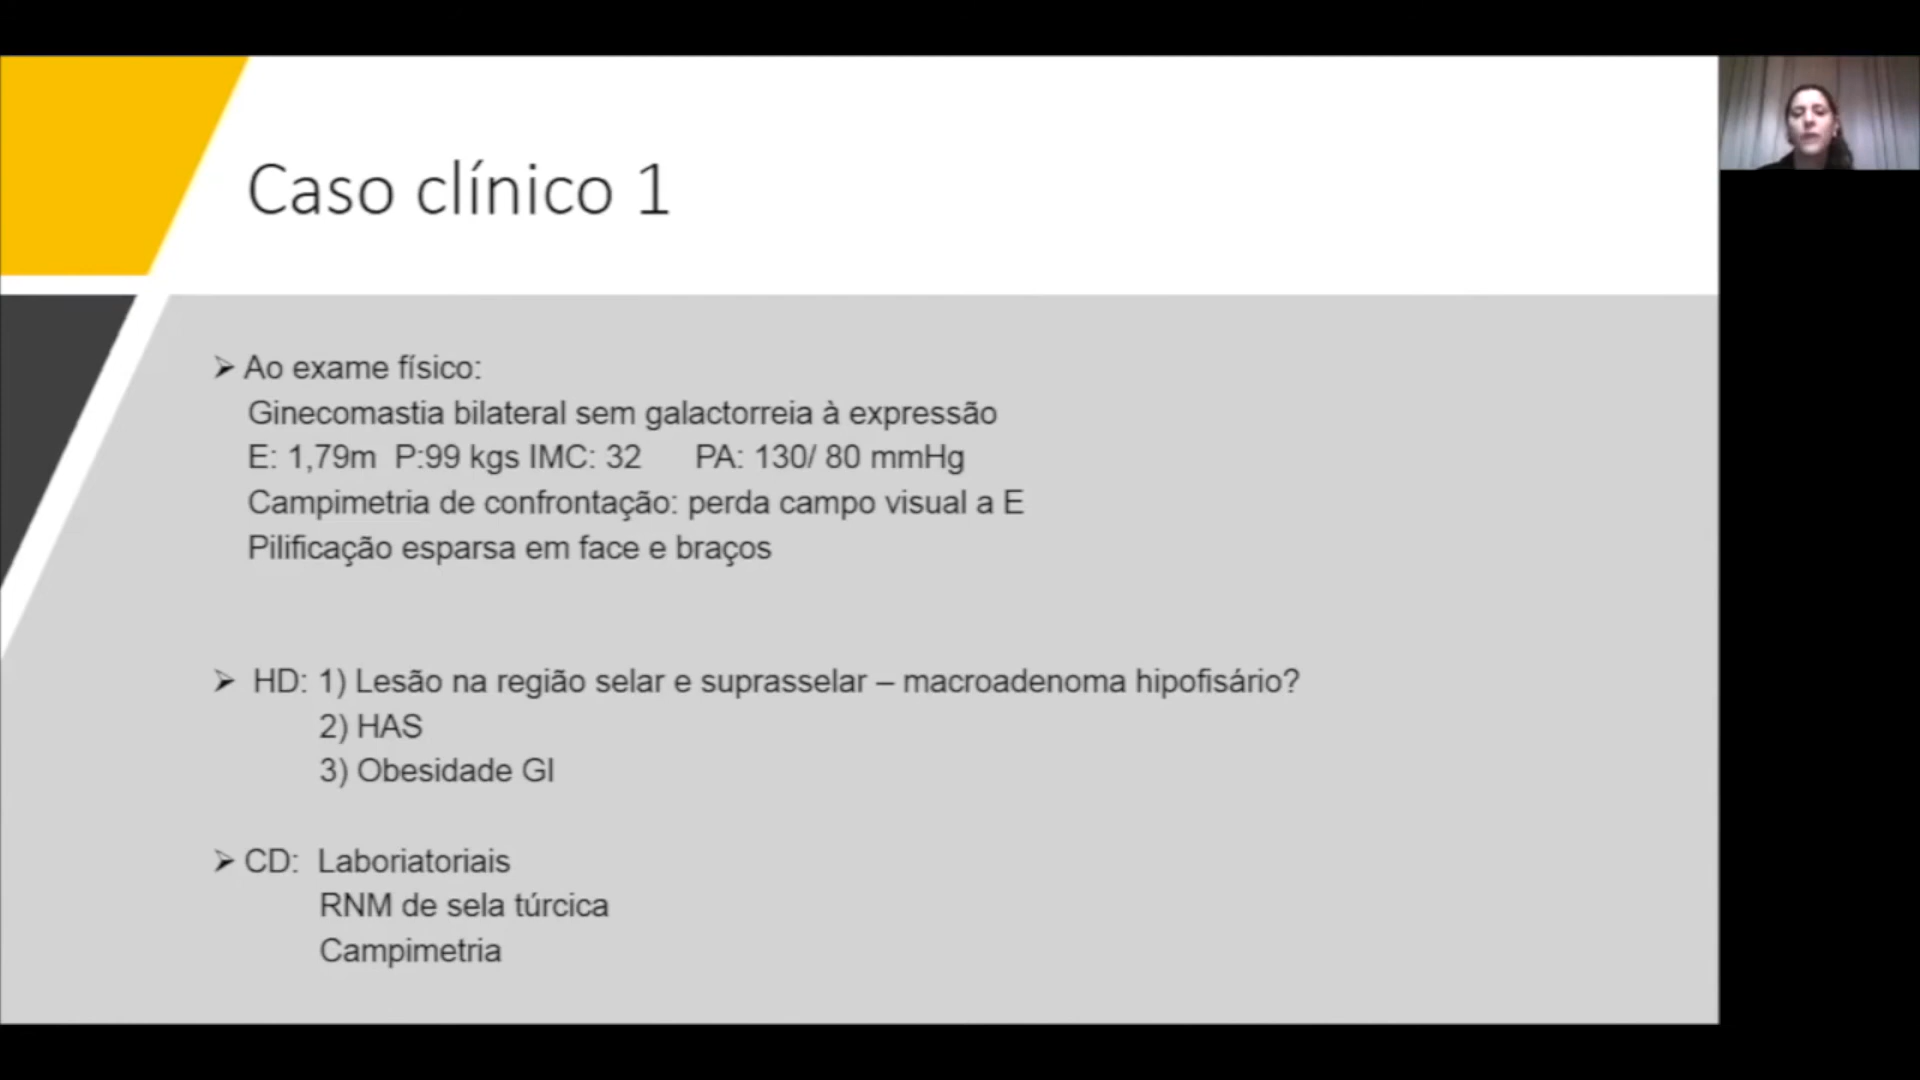 Caso clínico 1
➢ Ao exame físico:
Ginecomastia bilateral sem galactorreia à expressão
E: 1,79m P:99 kgs IMC: 32 PA: 130/ 80 mmHg
Campimetria de confrontação: perda campo visual a E
Pilificação esparsa em face e braços
➢ HD: 1) Lesão na região selar e suprasselar – macroadenoma hipofisário?
2) HAS
3) Obesidade GI
➢ CD: Laboriatoriais
RNM de sela túrcica
Campimetria